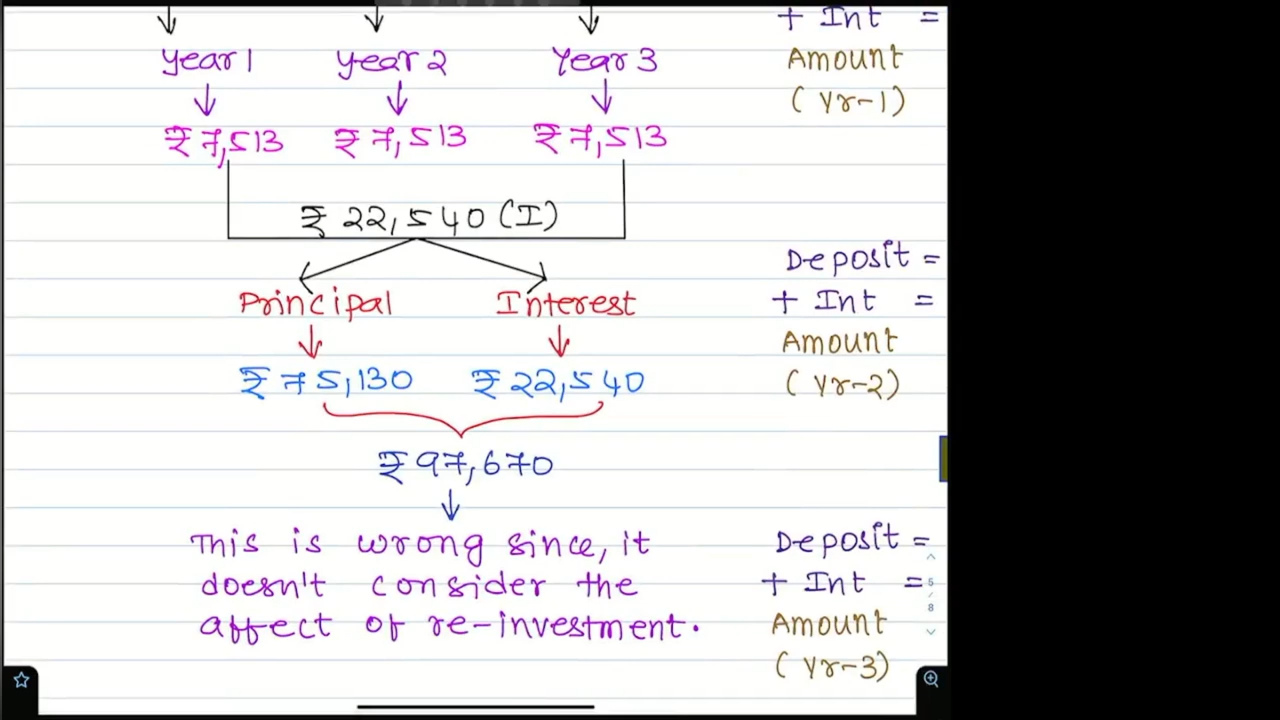 Year 1 Year 2 Year 3
₹ 7,513 ₹ 7,513 ₹ 7,513
₹ 22,540 (I)
Principal Interest
₹ 75,130 ₹ 22,540
₹ 97,670
This is wrong since, it
doesn't consider the
affect of re-investment.
+ Int =
Amount
(Yr-1)
Deposit =
+ Int =
Amount
(Yr-2)
Deposit =
+ Int =
Amount
(Yr-3)
5
/
8